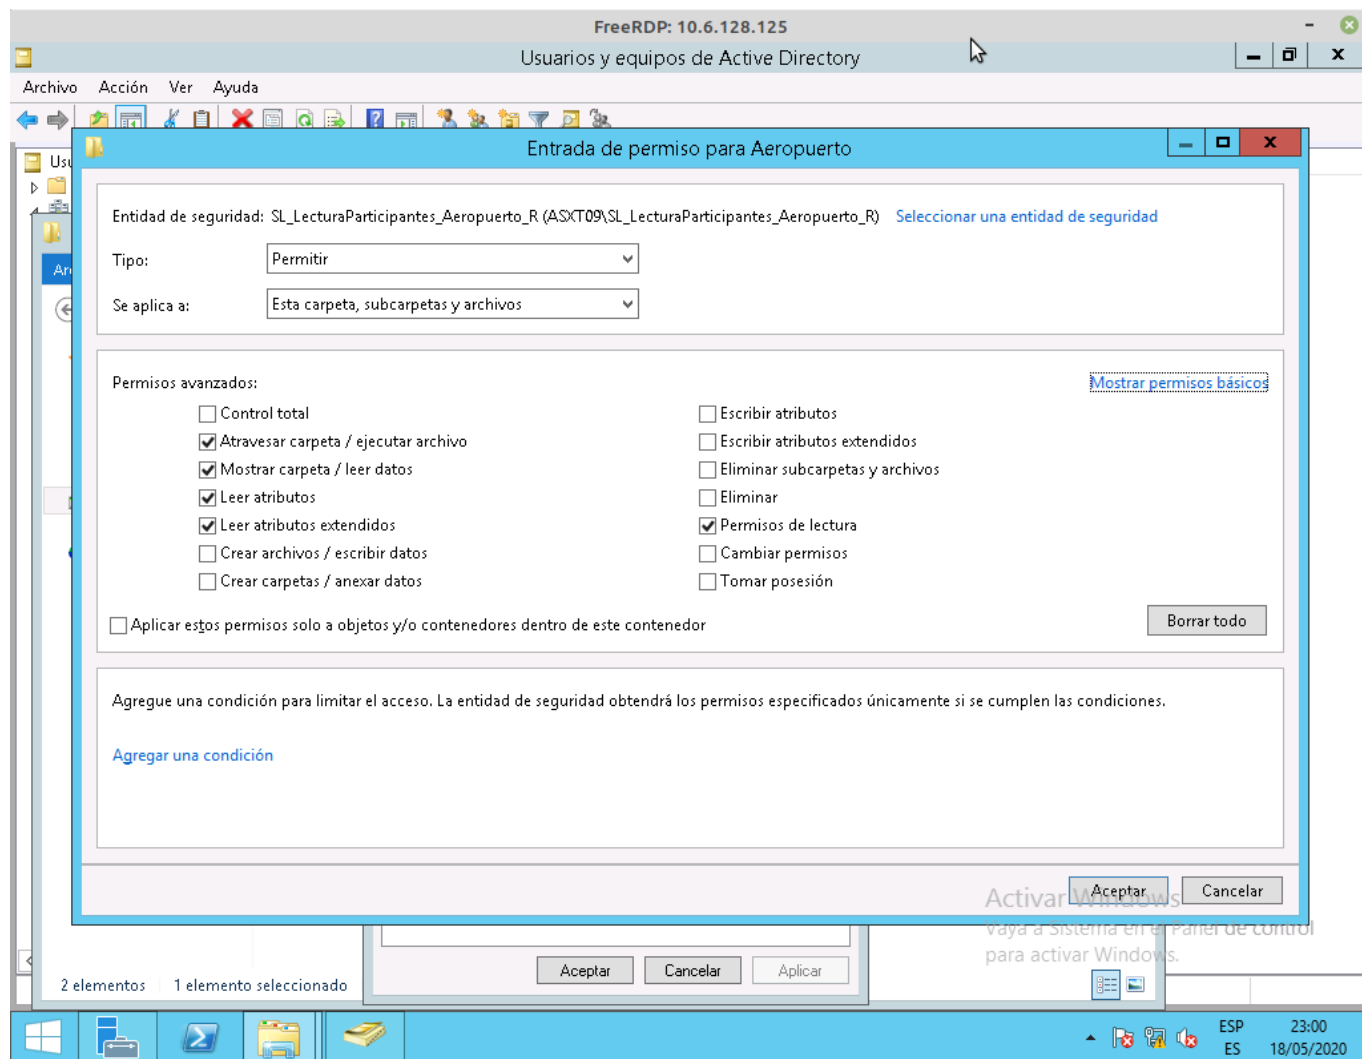 FreeRDP: 10.6.128.125
Usuarios y equipos de Active Directory
Archivo Acción Ver Ayuda
Entrada de permiso para Aeropuerto
Entidad de seguridad: SL_LecturaParticipantes_Aeropuerto_R (ASXT09\SL_LecturaParticipantes_Aeropuerto_R) Seleccionar una entidad de seguridad
Tipo: Permitir
Se aplica a: Esta carpeta, subcarpetas y archivos
Permisos avanzados: Mostrar permisos básicos
Control total Escribir atributos
Atravesar carpeta / ejecutar archivo Escribir atributos extendidos
Mostrar carpeta / leer datos Eliminar subcarpetas y archivos
Leer atributos Eliminar
Leer atributos extendidos Permisos de lectura
Crear archivos / escribir datos Cambiar permisos
Crear carpetas / anexar datos Tomar posesión
Aplicar estos permisos solo a objetos y/o contenedores dentro de este contenedor Borrar todo
Agregue una condición para limitar el acceso. La entidad de seguridad obtendrá los permisos especificados únicamente si se cumplen las condiciones.
Agregar una condición
Aceptar Cancelar
Activar Windows
Vaya a Sistema en el Panel de control
para activar Windows.
Aceptar Cancelar Aplicar
2 elementos 1 elemento seleccionado
ESP 23:00
ES 18/05/2020